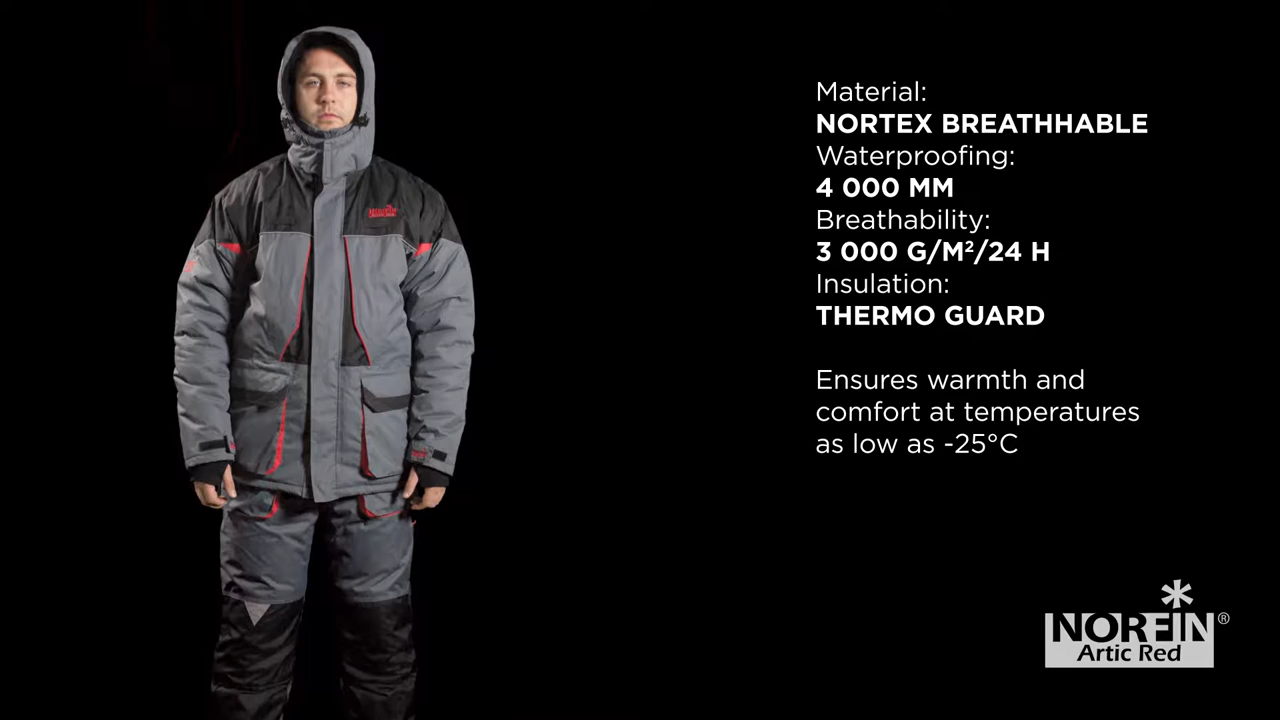 Material:
NORTEX BREATHHABLE
Waterproofing:
4 000 MM
Breathability:
3 000 G/M²/24 H
Insulation:
THERMO GUARD
Ensures warmth and
comfort at temperatures
as low as -25°C
NORFIN®
Artic Red